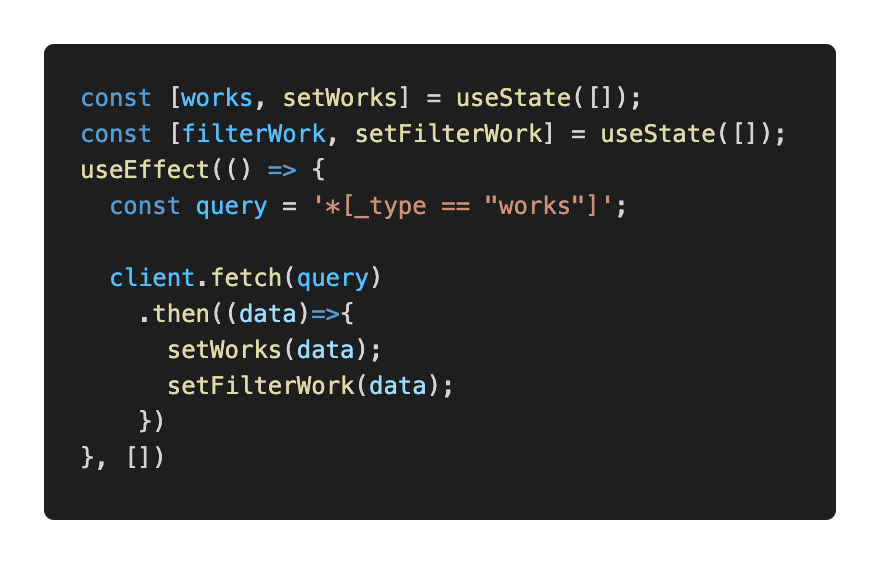 const [works, setWorks] = useState([]);
const [filterWork, setFilterWork] = useState([]);
useEffect(() => {
  const query = '*[_type == "works"]';

  client.fetch(query)
    .then((data)=>{
      setWorks(data);
      setFilterWork(data);
    })
}, [])